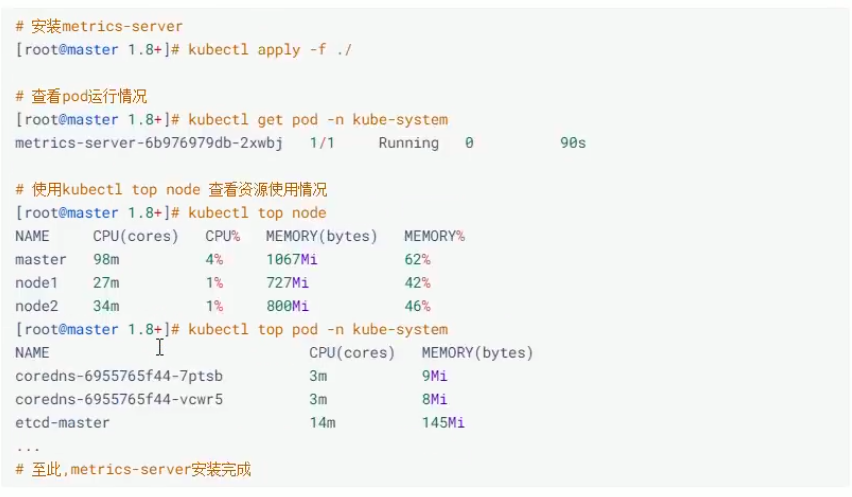 # 安装metrics-server
[root@master 1.8+]# kubectl apply -f ./
# 查看pod运行情况
[root@master 1.8+]# kubectl get pod -n kube-system
metrics-server-6b976979db-2xwbj 1/1 Running 0 90s
# 使用kubectl top node 查看资源使用情况
[root@master 1.8+]# kubectl top node
NAME CPU(cores) CPU% MEMORY(bytes) MEMORY%
master 98m 4% 1067Mi 62%
node1 27m 1% 727Mi 42%
node2 34m 1% 800Mi 46%
[root@master 1.8+]# kubectl top pod -n kube-system
NAME CPU(cores) MEMORY(bytes)
coredns-6955765f44-7ptsb 3m 9Mi
coredns-6955765f44-vcwr5 3m 8Mi
etcd-master 14m 145Mi
...
# 至此,metrics-server安装完成